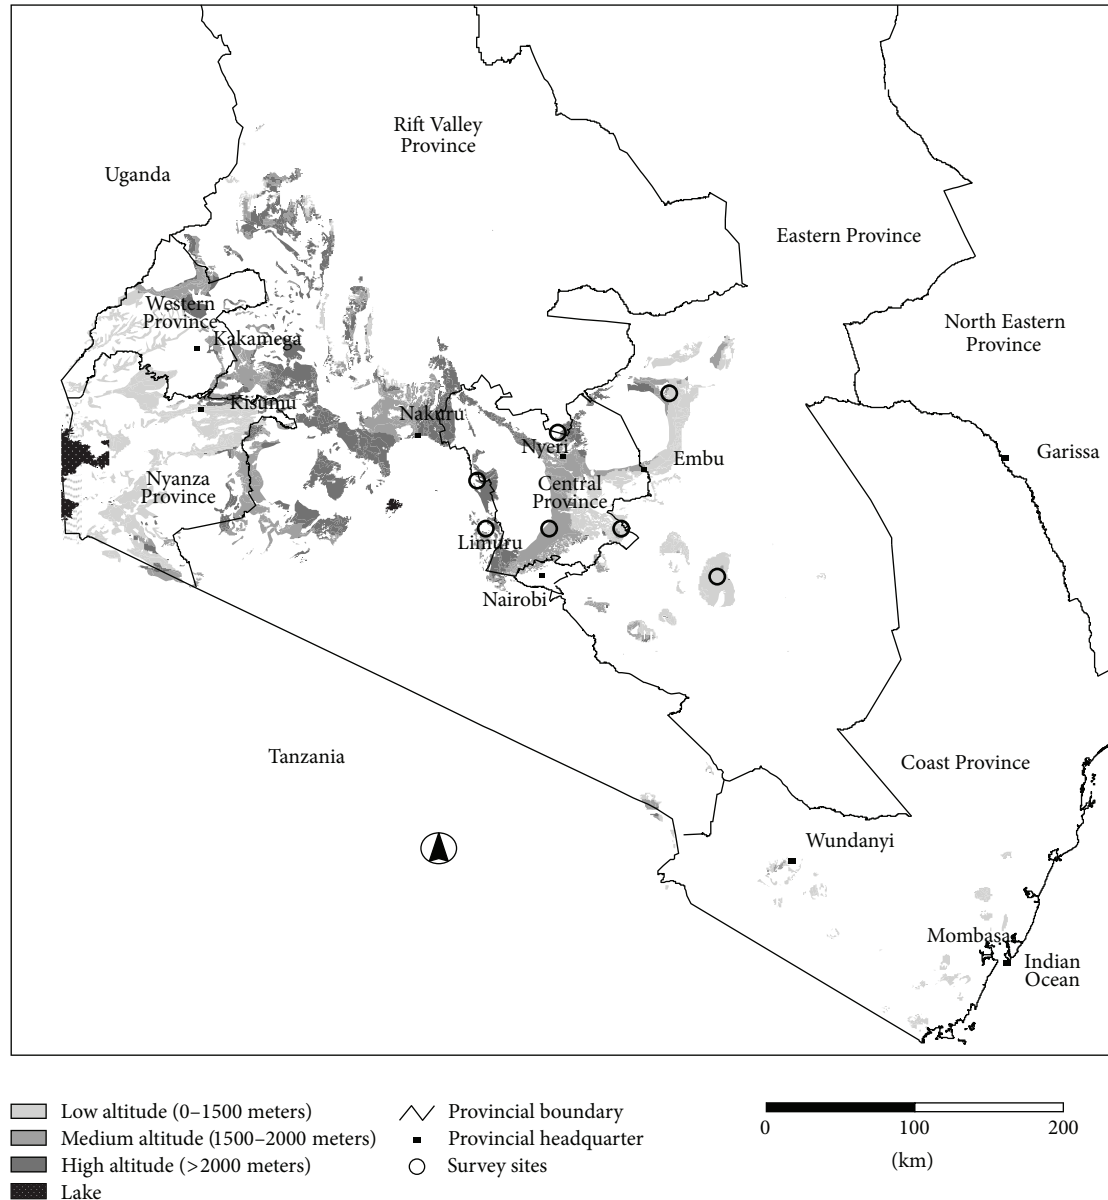 Rift Valley
Province
Uganda
Eastern Province
Western
Province
North Eastern
Province
Kakamega
Kisumu
Nakuru
Nyeri
Embu
Garissa
Nyanza
Province
Central
Province
Limuru
Nairobi
Tanzania
Coast Province
Wundanyi
Mombasa
Indian
Ocean
Low altitude (0–1500 meters)
Medium altitude (1500–2000 meters)
High altitude (>2000 meters)
Lake
Provincial boundary
Provincial headquarter
Survey sites
0 100 200
(km)